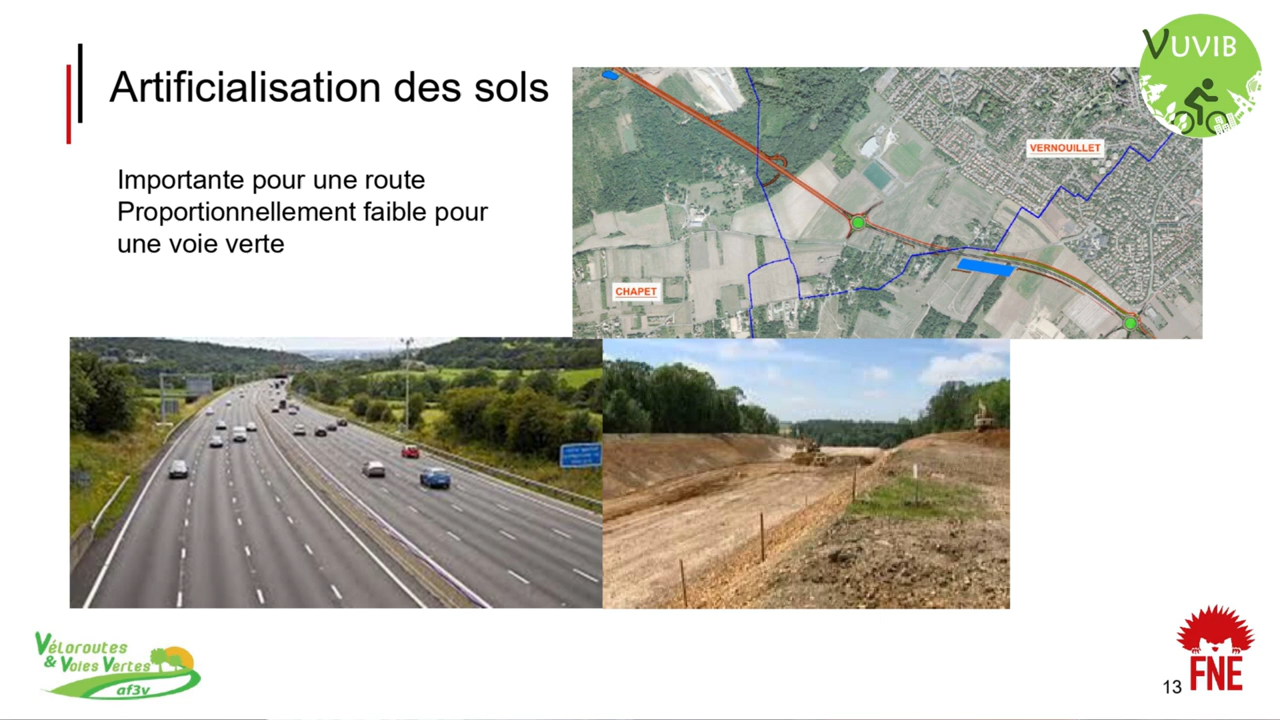 Artificialisation des sols
VUVIB
Importante pour une route
Proportionnellement faible pour
une voie verte
VERNOUILLET
CHAPET
Véloroutes
& Voies Vertes
af3v
13
FNE